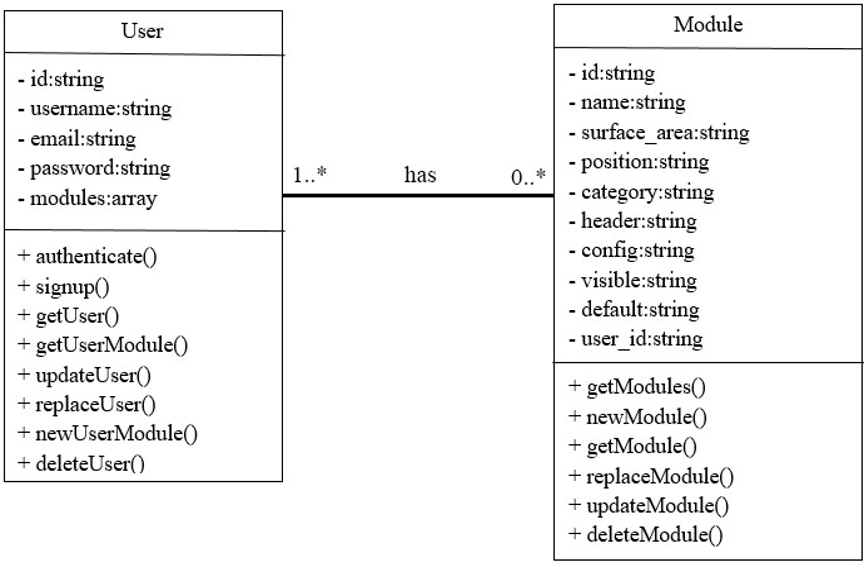 User
- id:string
- username:string
- email:string
- password:string
- modules:array
+ authenticate()
+ signup()
+ getUser()
+ getUserModule()
+ updateUser()
+ replaceUser()
+ newUserModule()
+ deleteUser()
1..* has 0..*
Module
- id:string
- name:string
- surface_area:string
- position:string
- category:string
- header:string
- config:string
- visible:string
- default:string
- user_id:string
+ getModules()
+ newModule()
+ getModule()
+ replaceModule()
+ updateModule()
+ deleteModule()